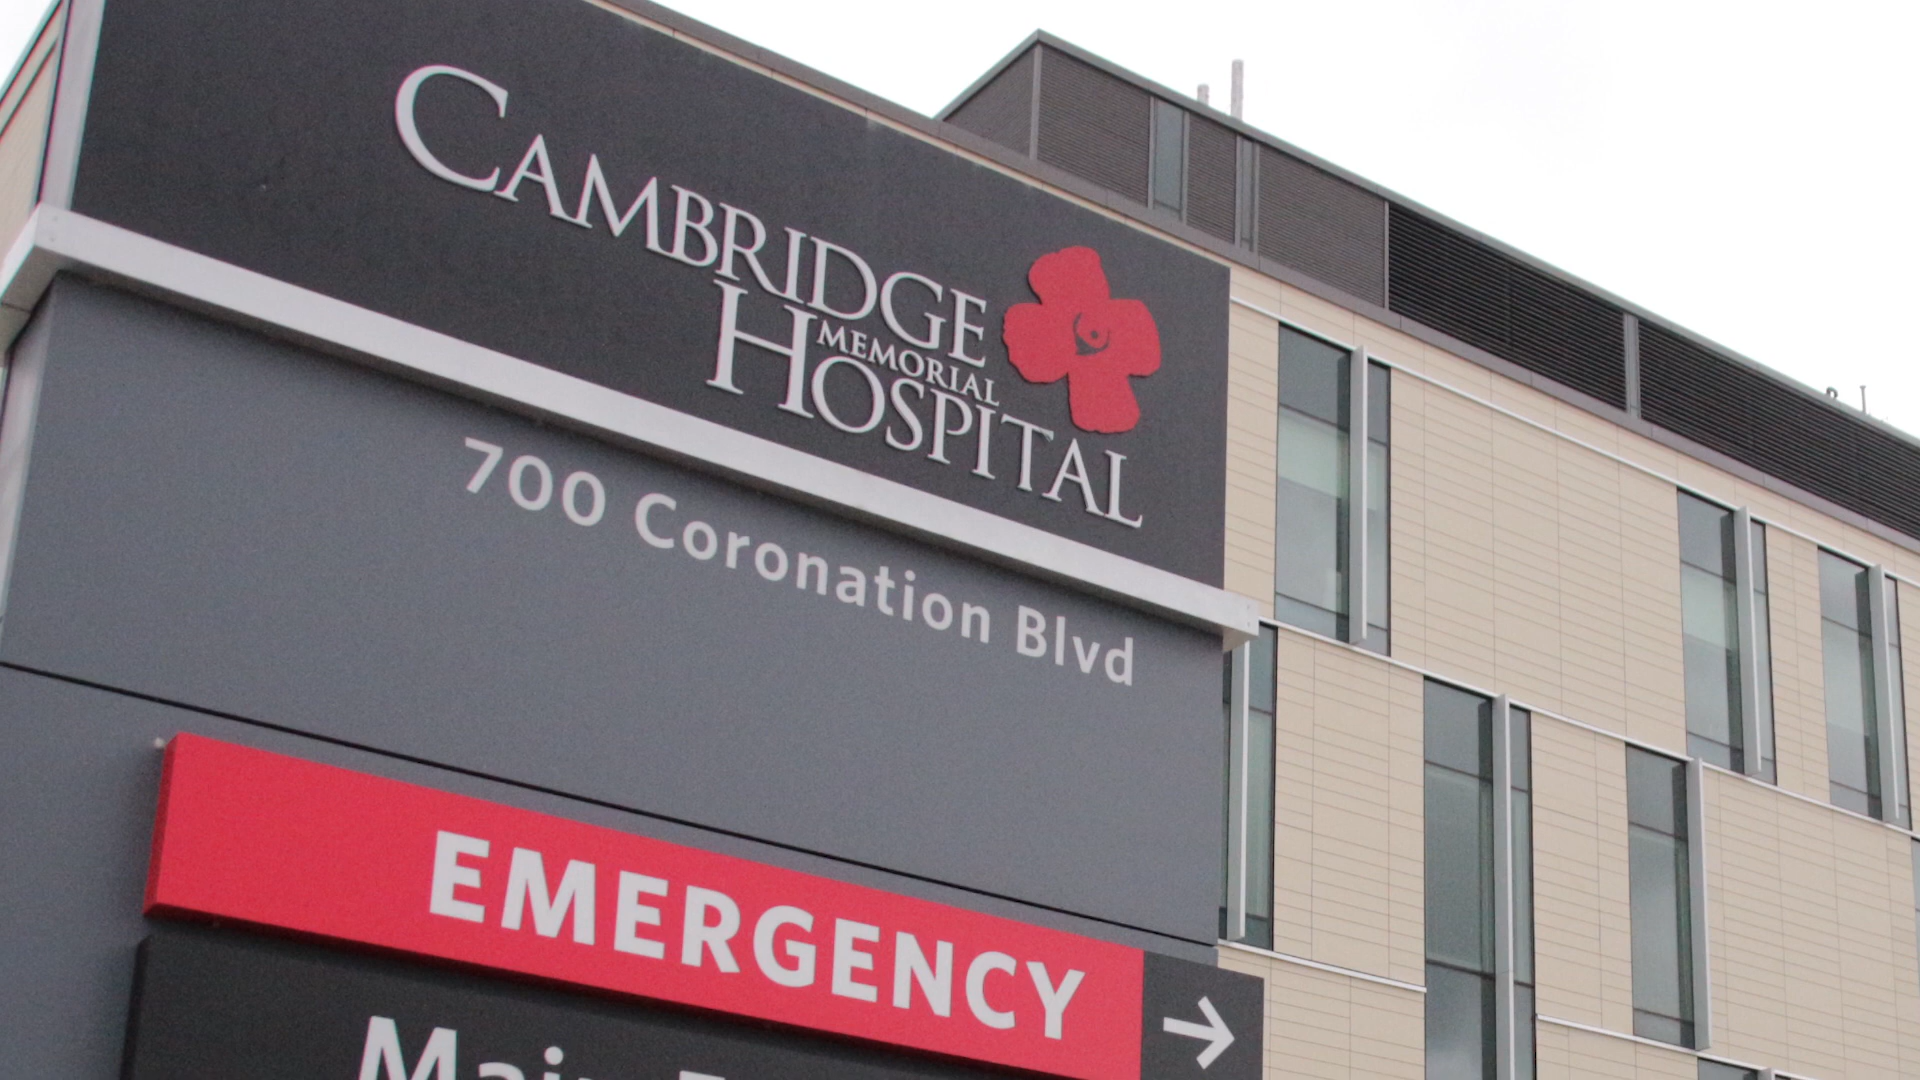 CAMBRIDGE
MEMORIAL
HOSPITAL
700 Coronation Blvd
EMERGENCY